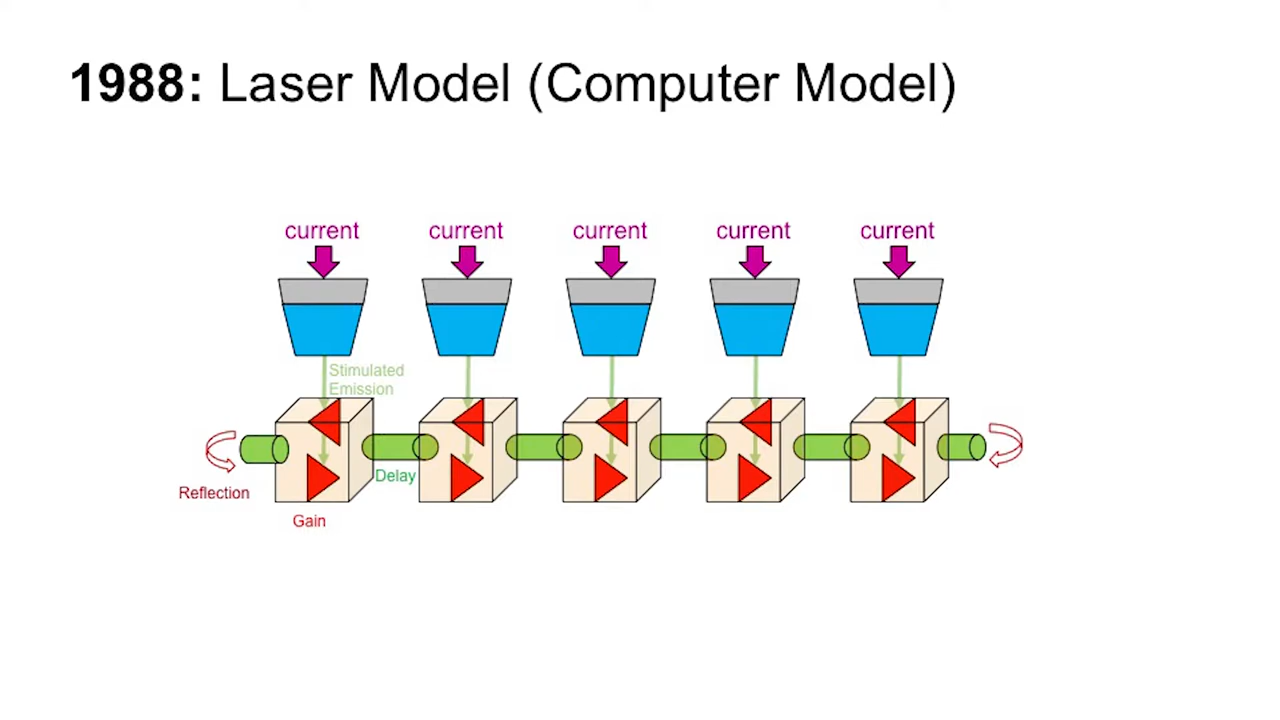 1988: Laser Model (Computer Model)
current current current current current
Stimulated
Emission
Delay
Reflection
Gain